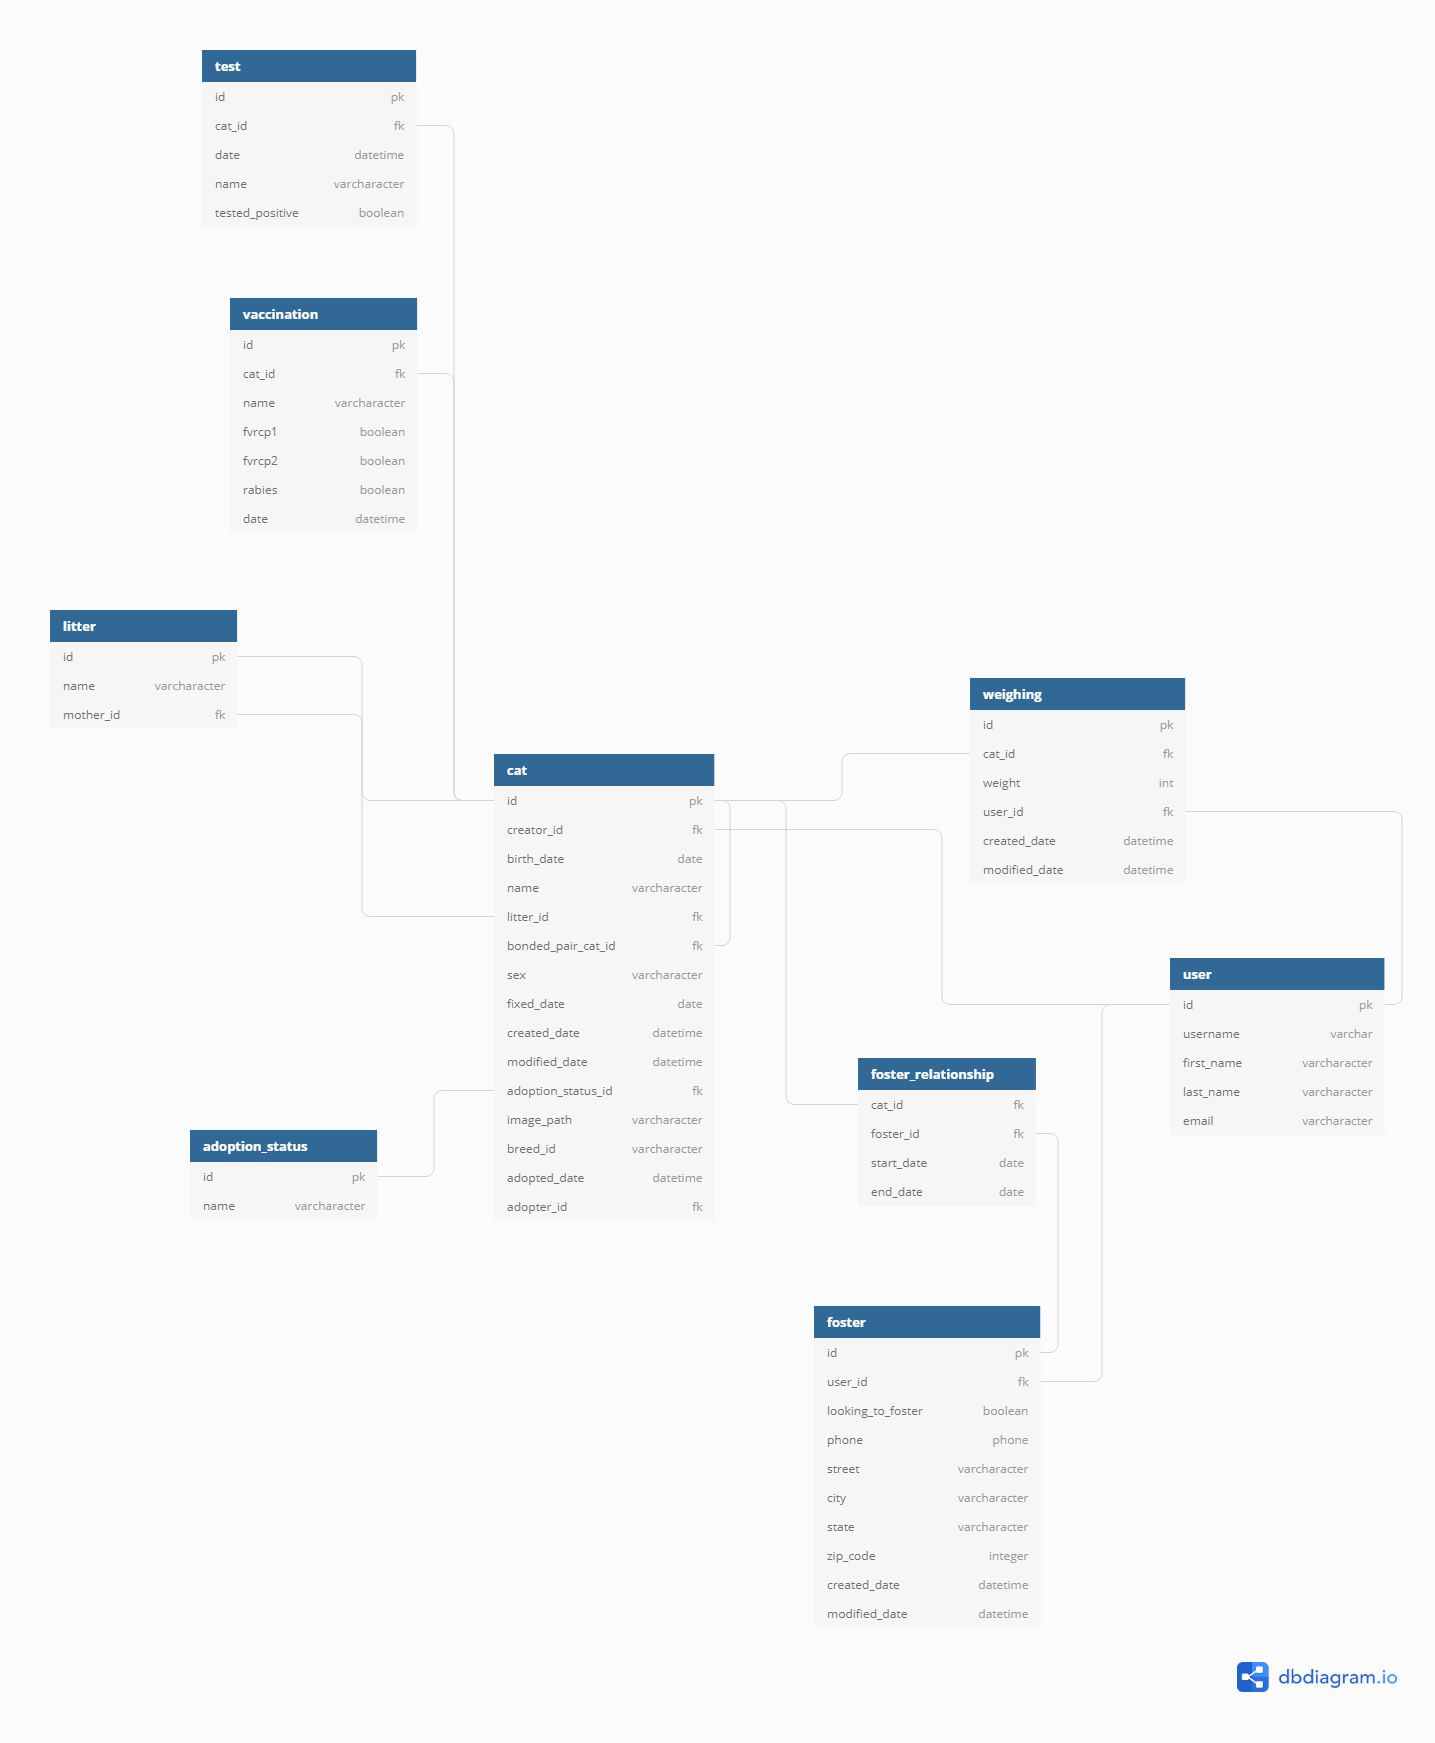 test
id pk
cat_id fk
date datetime
name varcharacter
tested_positive boolean
vaccination
id pk
cat_id fk
name varcharacter
fvrcp1 boolean
fvrcp2 boolean
rabies boolean
date datetime
litter
id pk
name varcharacter
mother_id fk
weighing
id pk
cat_id fk
weight int
user_id fk
created_date datetime
modified_date datetime
cat
id pk
creator_id fk
birth_date date
name varcharacter
litter_id fk
bonded_pair_cat_id fk
sex varcharacter
fixed_date date
created_date datetime
modified_date datetime
adoption_status_id fk
image_path varcharacter
breed_id varcharacter
adopted_date datetime
adopter_id fk
user
id pk
username varchar
first_name varcharacter
last_name varcharacter
email varcharacter
foster_relationship
cat_id fk
foster_id fk
start_date date
end_date date
adoption_status
id pk
name varcharacter
foster
id pk
user_id fk
looking_to_foster boolean
phone phone
street varcharacter
city varcharacter
state varcharacter
zip_code integer
created_date datetime
modified_date datetime
dbdiagram.io